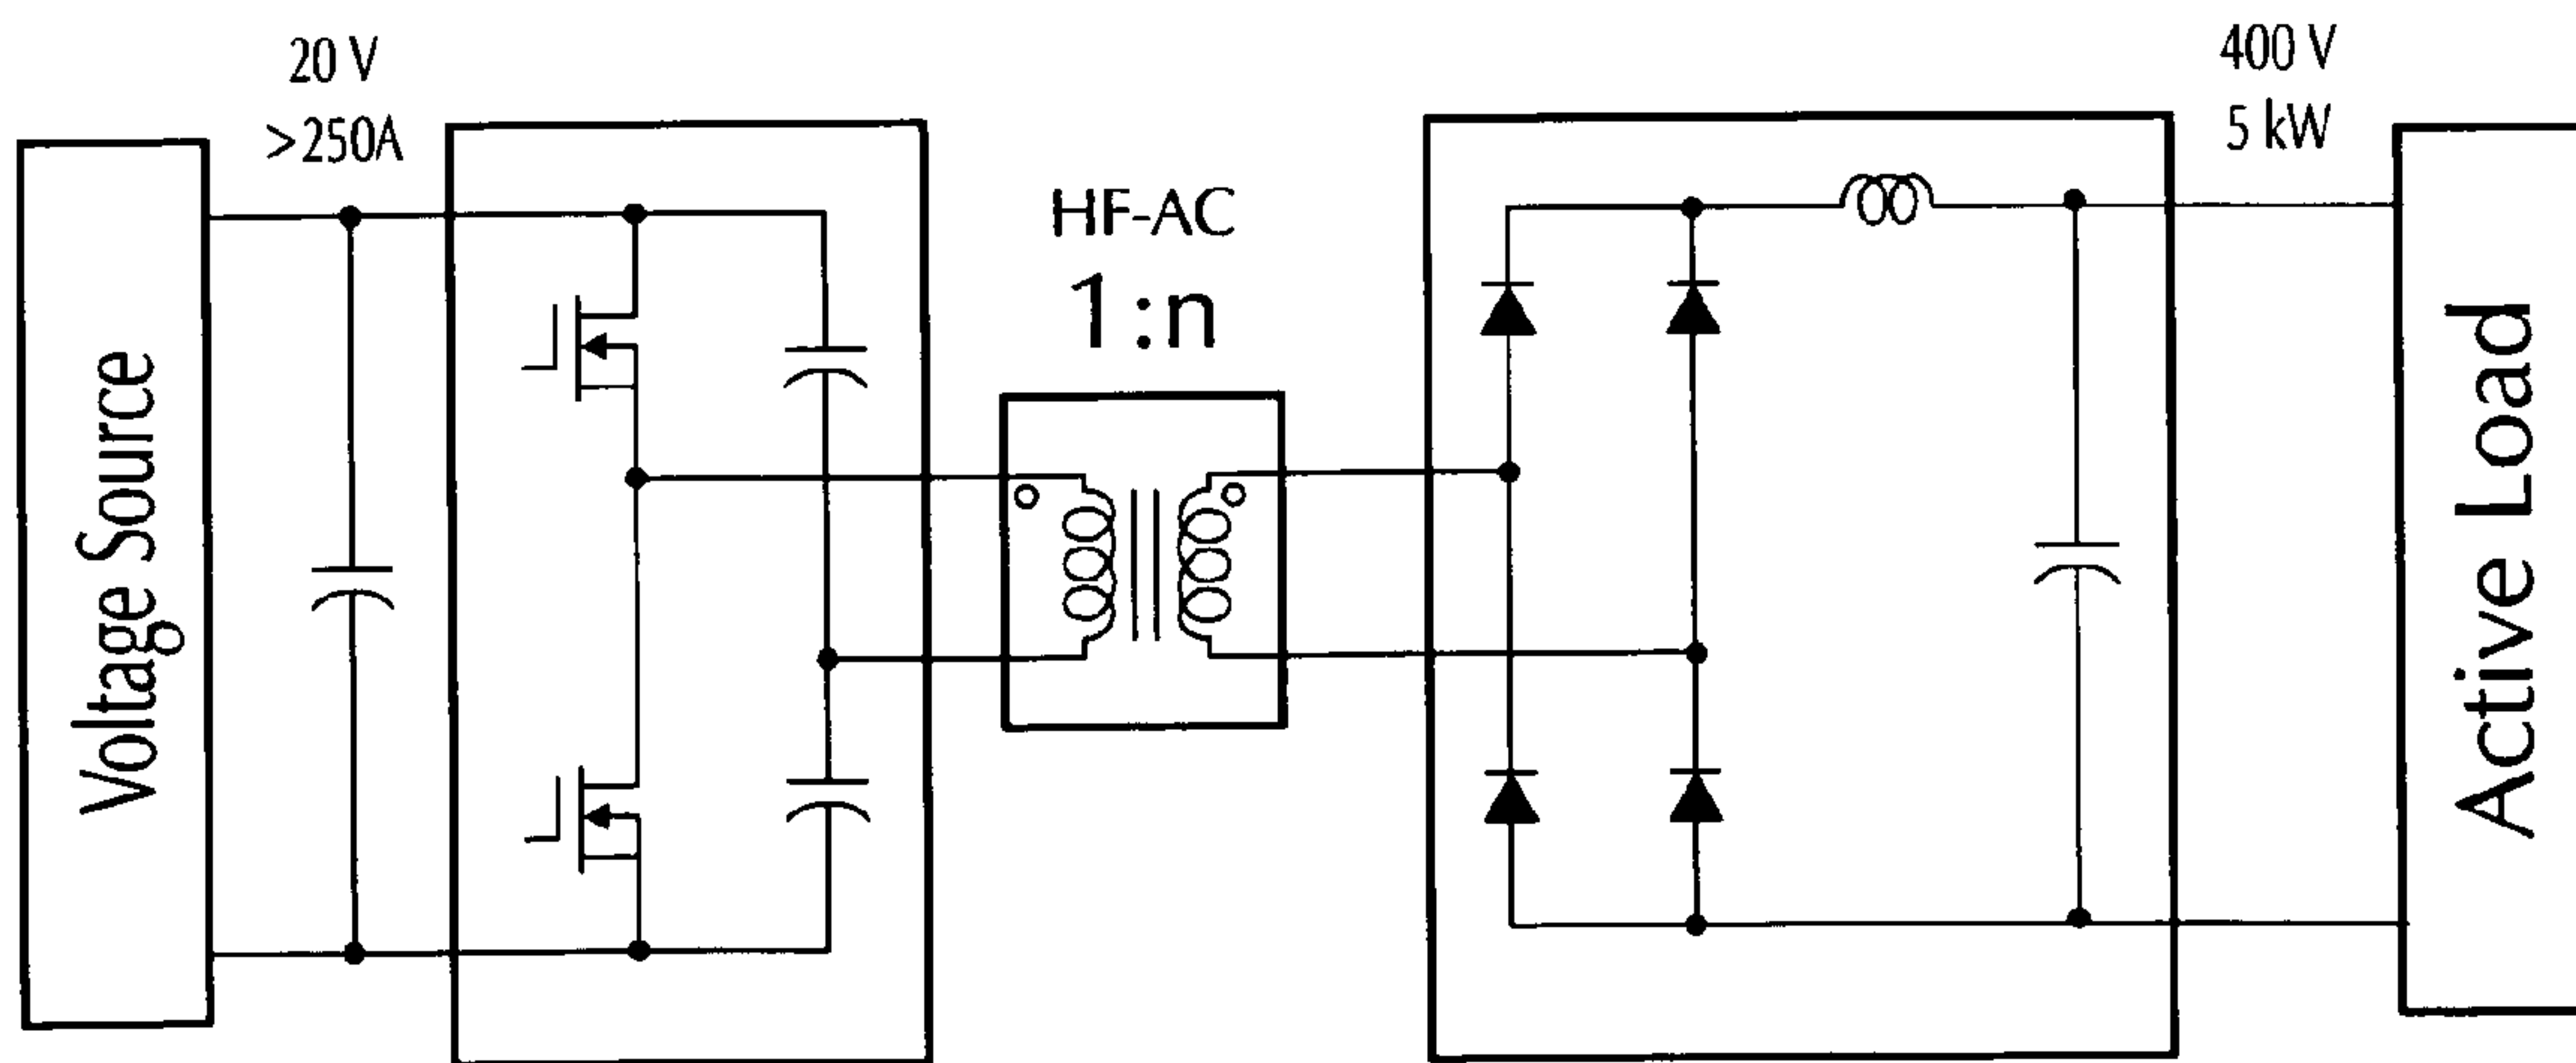 Voltage Source
20 V
>250A
HF-AC
1:n
400 V
5 kW
Active Load